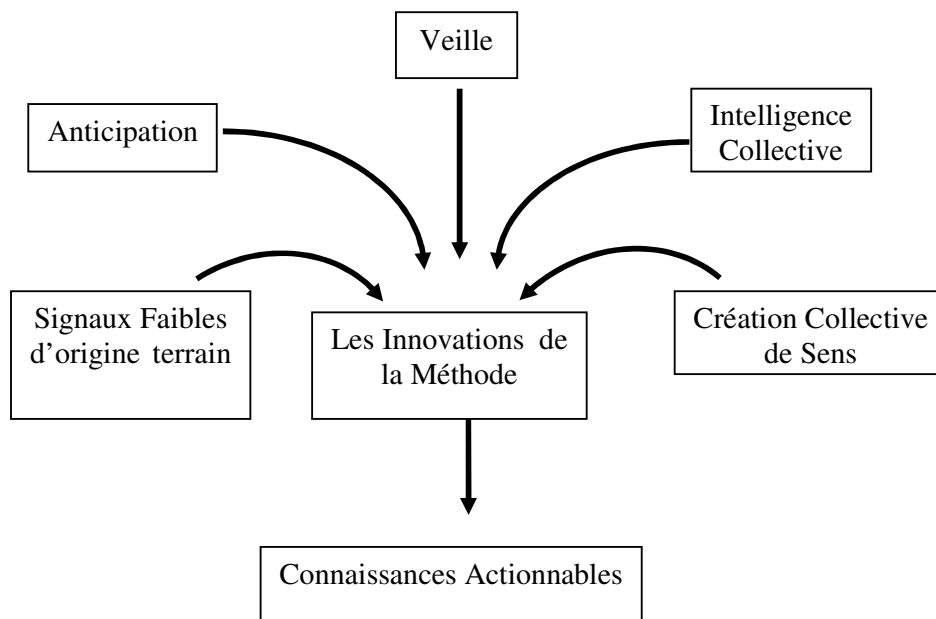 Veille
Anticipation
Intelligence
Collective
Signaux Faibles
d’origine terrain
Les Innovations de
la Méthode
Création Collective
de Sens
Connaissances Actionnables